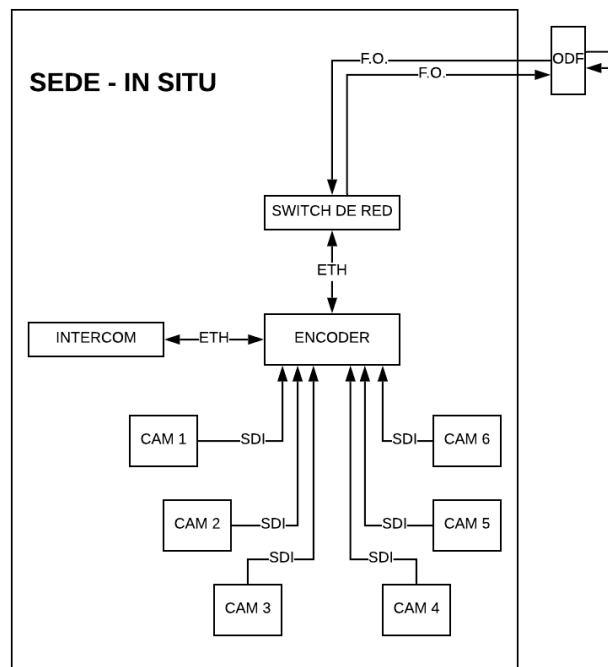 F.O.
ODF
F.O.
SEDE - IN SITU
SWITCH DE RED
ETH
INTERCOM
ETH
ENCODER
CAM 1
SDI
SDI
CAM 6
CAM 2
SDI
SDI
CAM 5
SDI
SDI
CAM 3
CAM 4